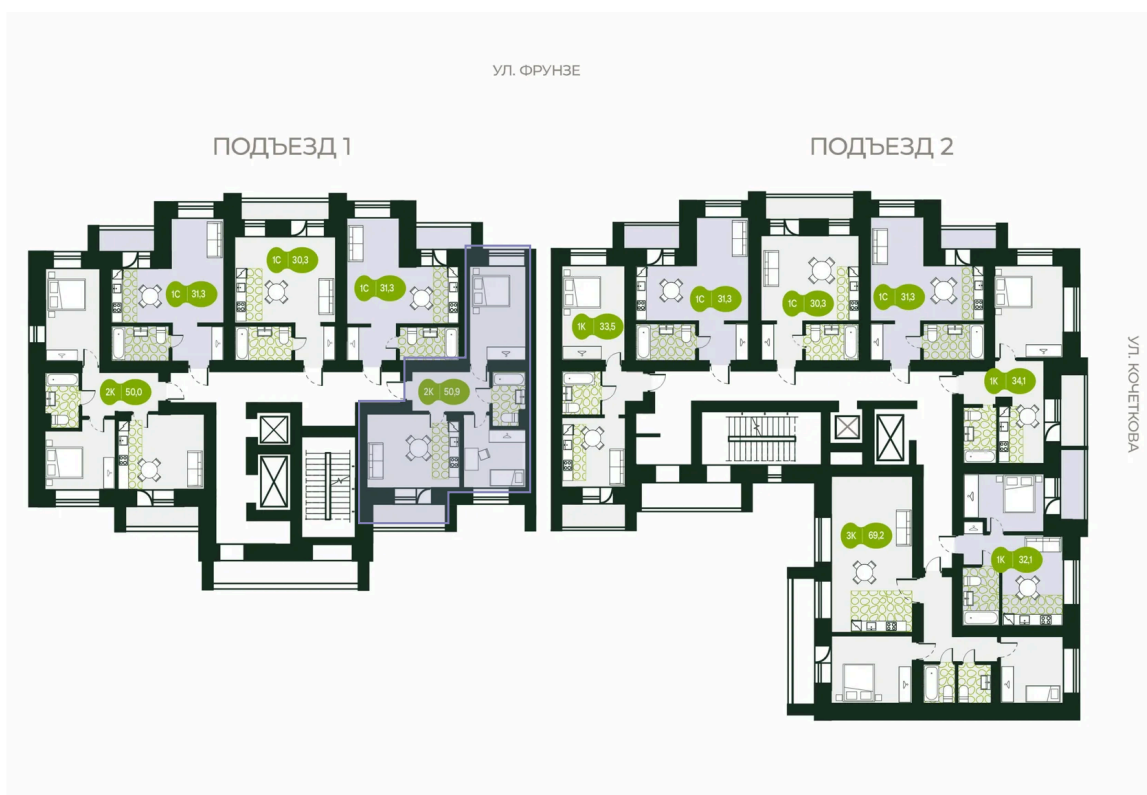 УЛ. ФРУНЗЕ
ПОДЪЕЗД 1
ПОДЪЕЗД 2
1С 31,3
1С 30,3
1С 31,3
2К 50,0
2К 50,9
1К 33,5
1С 31,3
1С 30,3
1С 31,3
1К 34,1
3К 69,2
1К 32,1
УЛ. КОЧЕТКОВА